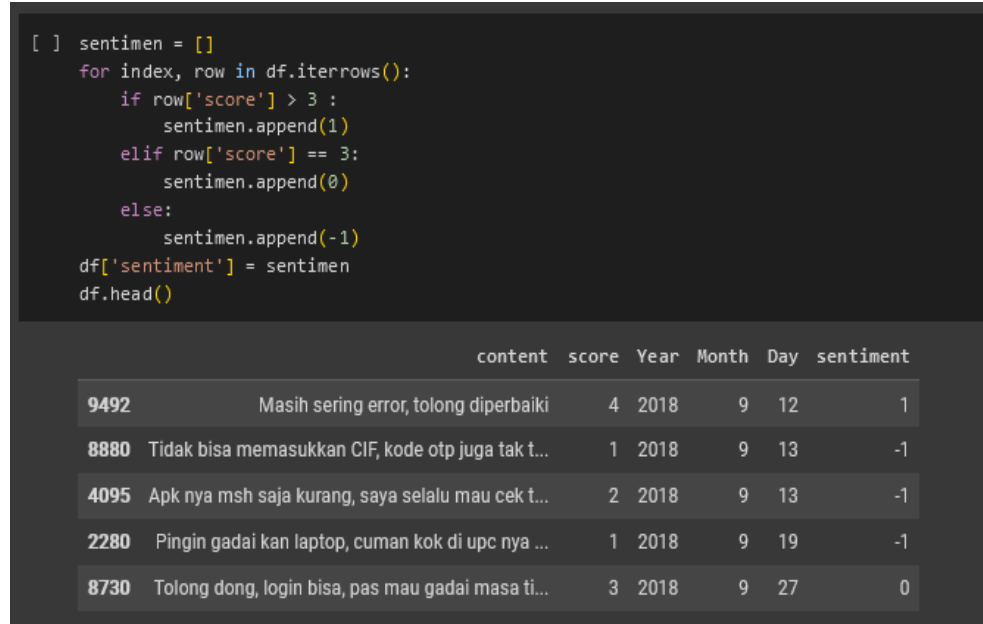 [ ] sentimen = []
for index, row in df.iterrows():
    if row['score'] > 3 :
        sentimen.append(1)
    elif row['score'] == 3:
        sentimen.append(0)
    else:
        sentimen.append(-1)
df['sentiment'] = sentimen
df.head()
content score Year Month Day sentiment
9492 Masih sering error, tolong diperbaiki 4 2018 9 12 1
8880 Tidak bisa memasukkan CIF, kode otp juga tak t... 1 2018 9 13 -1
4095 Apk nya msh saja kurang, saya selalu mau cek t... 2 2018 9 13 -1
2280 Pingin gadai kan laptop, cuman kok di upc nya ... 1 2018 9 19 -1
8730 Tolong dong, login bisa, pas mau gadai masa ti... 3 2018 9 27 0